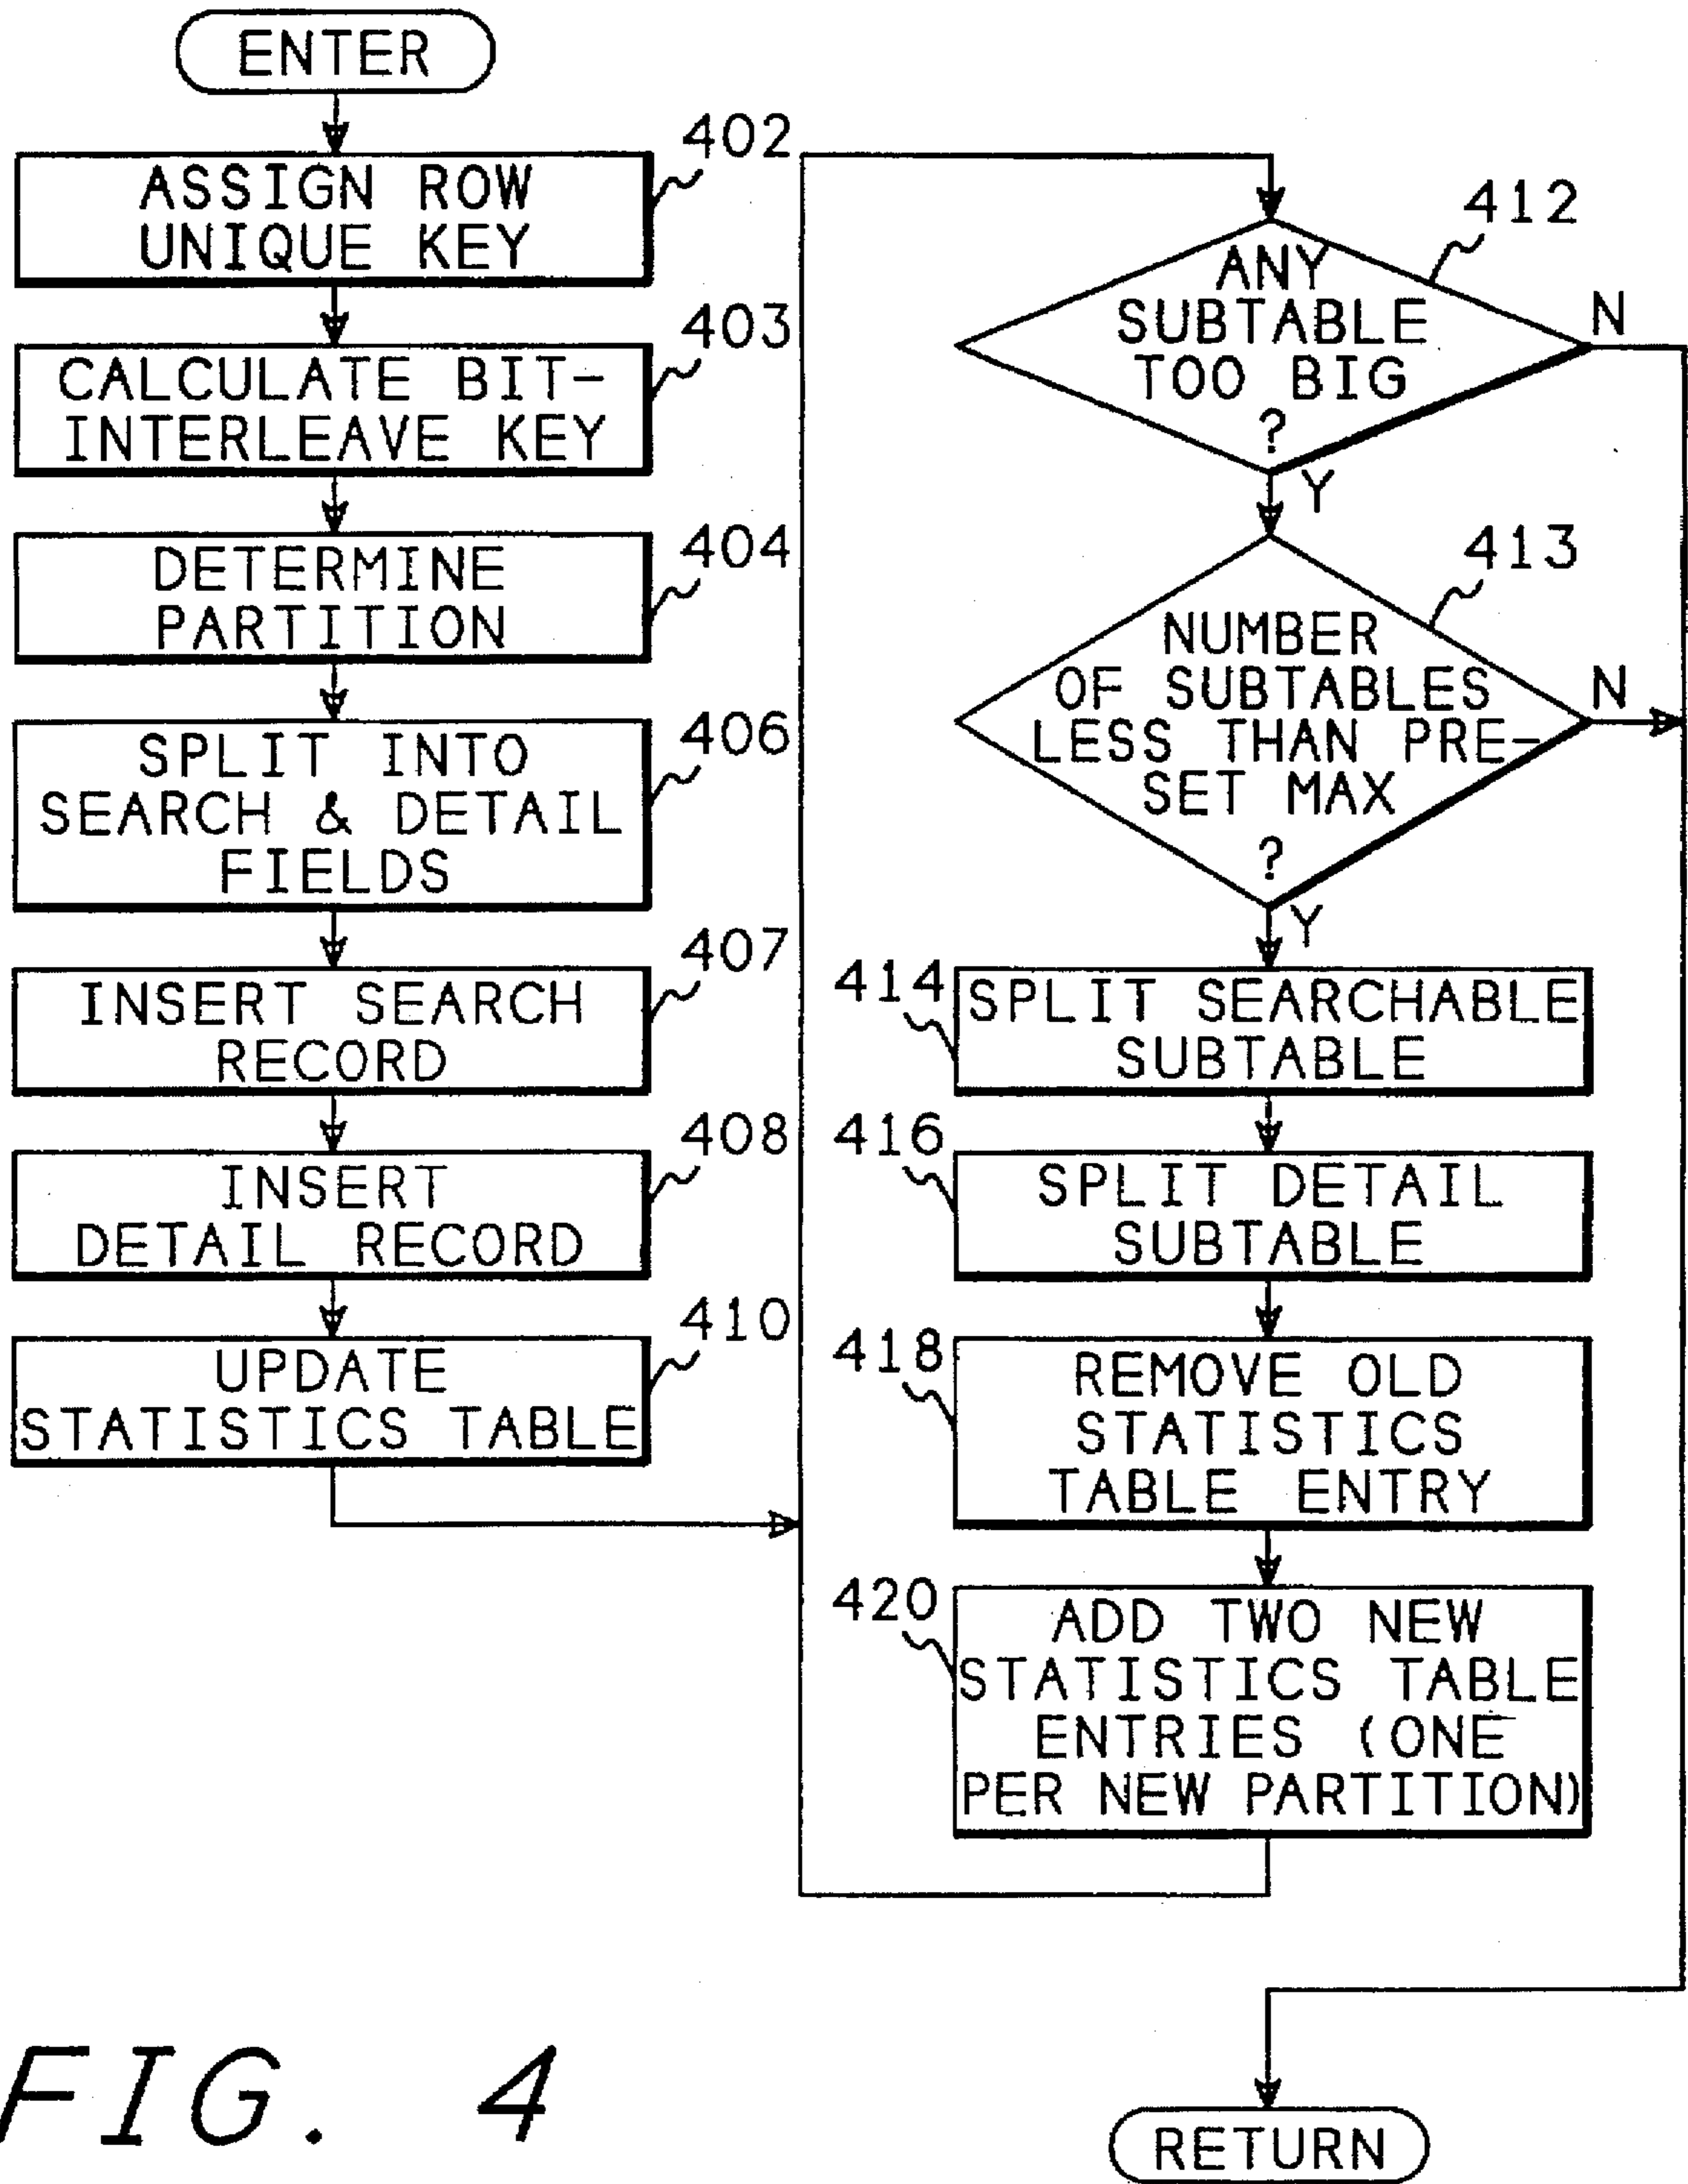 ENTER
402
ASSIGN ROW
UNIQUE KEY
403
CALCULATE BIT-
INTERLEAVE KEY
404
DETERMINE
PARTITION
406
SPLIT INTO
SEARCH & DETAIL
FIELDS
407
INSERT SEARCH
RECORD
408
INSERT
DETAIL RECORD
410
UPDATE
STATISTICS TABLE
412
ANY
SUBTABLE
TOO BIG
?
N
Y
413
NUMBER
OF SUBTABLES
LESS THAN PRE-
SET MAX
?
N
Y
414
SPLIT SEARCHABLE
SUBTABLE
416
SPLIT DETAIL
SUBTABLE
418
REMOVE OLD
STATISTICS
TABLE ENTRY
420
ADD TWO NEW
STATISTICS TABLE
ENTRIES (ONE
PER NEW PARTITION)
RETURN
FIG. 4